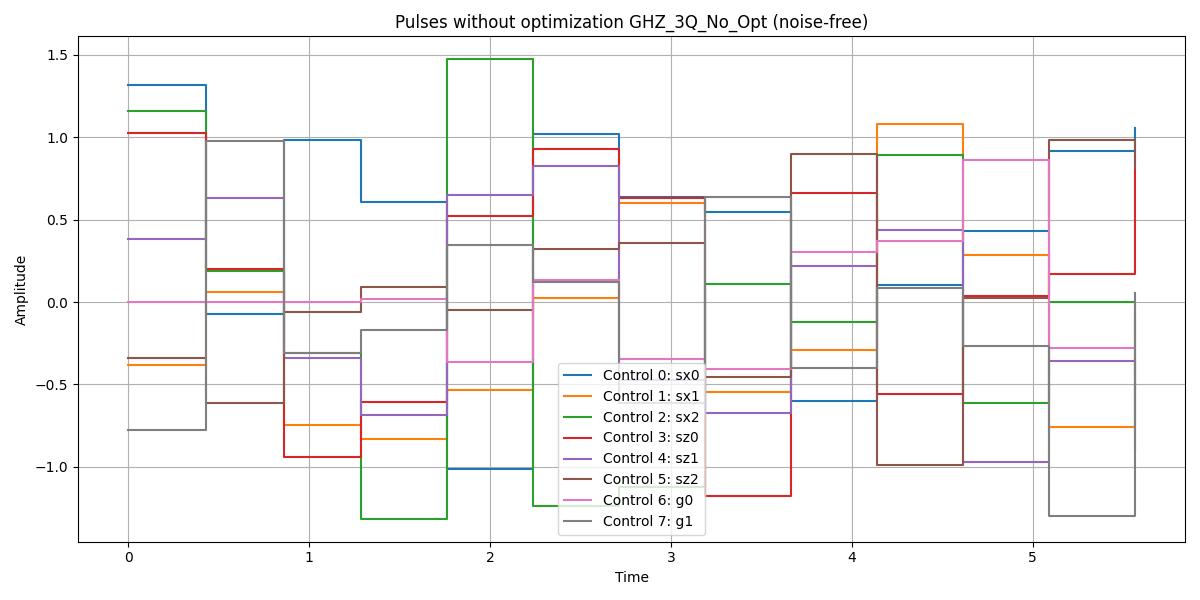 Pulses without optimization GHZ_3Q_No_Opt (noise-free)
Amplitude
1.5
1.0
0.5
0.0
−0.5
−1.0
Control 0: sx0
Control 1: sx1
Control 2: sx2
Control 3: sz0
Control 4: sz1
Control 5: sz2
Control 6: g0
Control 7: g1
0 1 2 3 4 5
Time